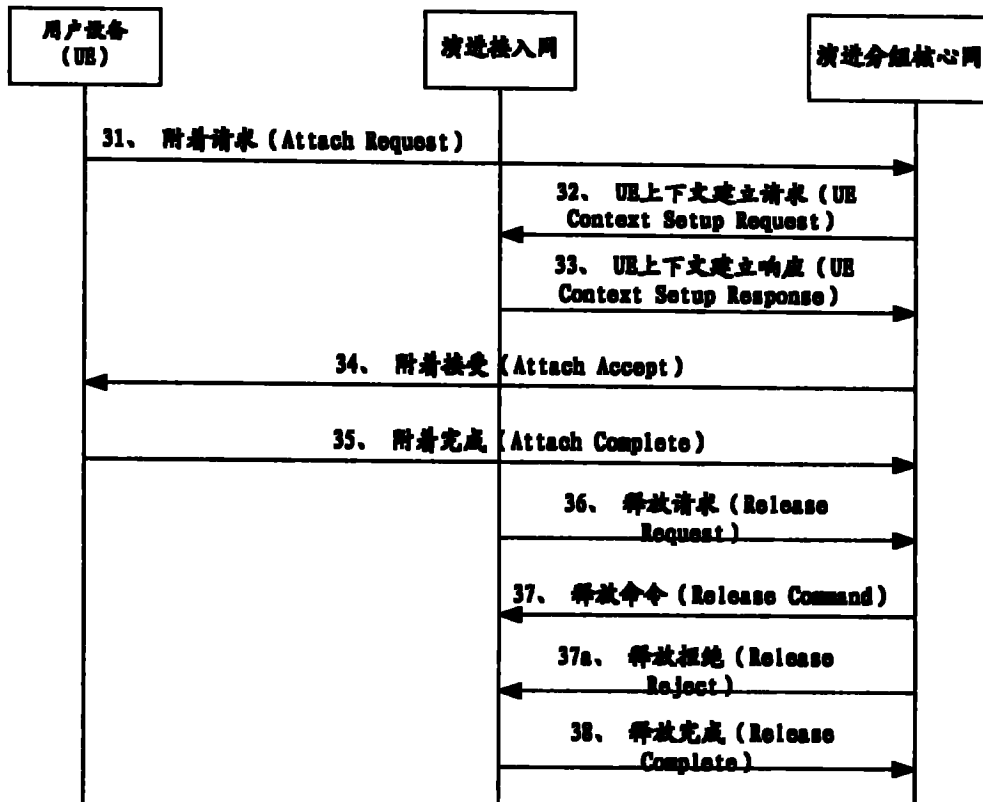 用户设备
(UE)
演进接入网
演进分组核心网
31、 附着请求（Attach Request）
32、 UE上下文建立请求（UE
Context Setup Request）
33、 UE上下文建立响应（UE
Context Setup Response）
34、 附着接受（Attach Accept）
35、 附着完成（Attach Complete）
36、 释放请求（Release
Request）
37、 释放命令（Release Command）
37a、 释放拒绝（Release
Reject）
38、 释放完成（Release
Complete）